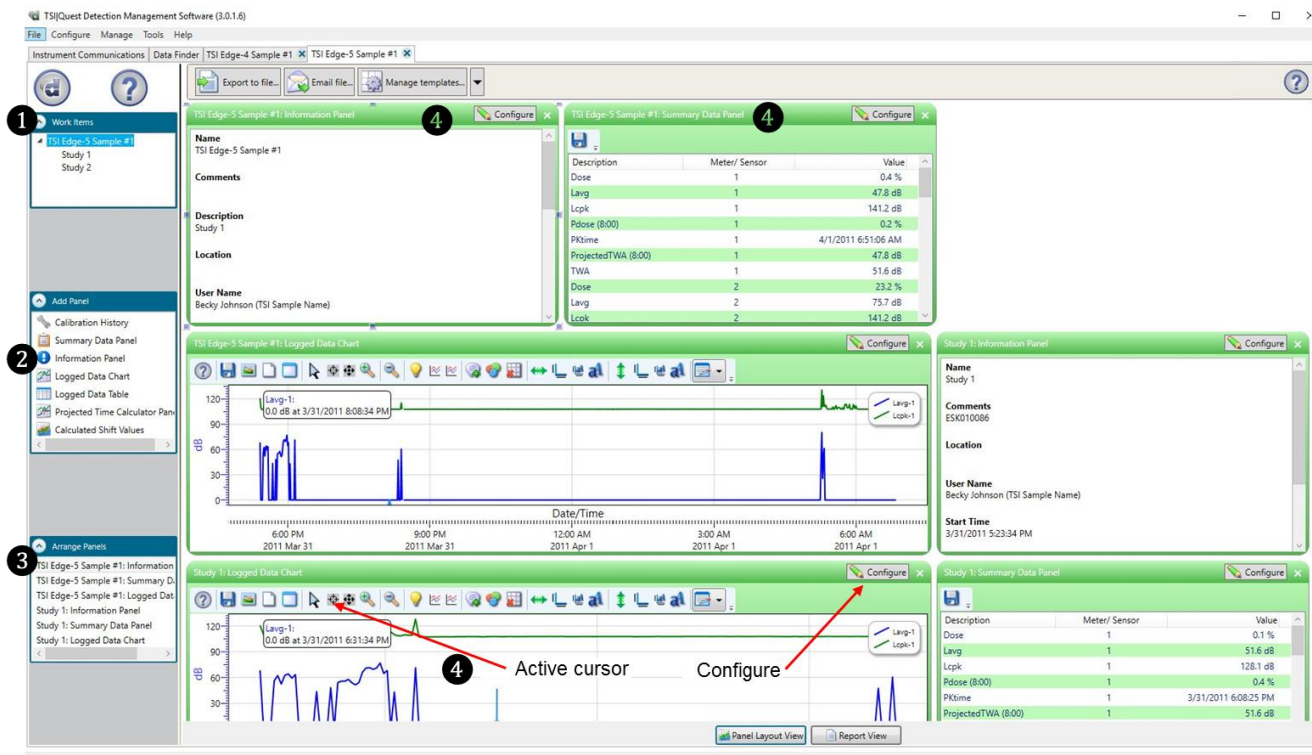 TSI|Quest Detection Management Software (3.0.1.6)
File Configure Manage Tools Help
Instrument Communications Data Finder TSI Edge-4 Sample #1 TSI Edge-5 Sample #1
Export to file... Email file... Manage templates...
1
Work Items
TSI Edge-5 Sample #1
Study 1
Study 2
2
Add Panel
Calibration History
Summary Data Panel
Information Panel
Logged Data Chart
Logged Data Table
Projected Time Calculator Pan
Calculated Shift Values
3
Arrange Panels
TSI Edge-5 Sample #1: Information
TSI Edge-5 Sample #1: Summary D
TSI Edge-5 Sample #1: Logged Dat
Study 1: Information Panel
Study 1: Summary Data Panel
Study 1: Logged Data Chart
TSI Edge-5 Sample #1: Information Panel 4 Configure
Name
TSI Edge-5 Sample #1
Comments
Description
Study 1
Location
User Name
Becky Johnson (TSI Sample Name)
TSI Edge-5 Sample #1: Summary Data Panel 4 Configure
Description Meter/ Sensor Value
Dose 1 0.4 %
Lavg 1 47.8 dB
Lcpk 1 141.2 dB
Pdose (8:00) 1 0.2 %
PKtime 1 4/1/2011 6:51:06 AM
ProjectedTWA (8:00) 1 47.8 dB
TWA 1 51.6 dB
Dose 2 23.2 %
Lavg 2 75.7 dB
Lcpk 2 141.2 dB
TSI Edge-5 Sample #1: Logged Data Chart Configure
120
90
60
30
0
dB
Lavg-1:
0.0 dB at 3/31/2011 8:08:34 PM
Lavg-1
Lcpk-1
Date/Time
6:00 PM 9:00 PM 12:00 AM 3:00 AM 6:00 AM
2011 Mar 31 2011 Mar 31 2011 Apr 1 2011 Apr 1 2011 Apr 1
Study 1: Information Panel Configure
Name
Study 1
Comments
ESK010086
Location
User Name
Becky Johnson (TSI Sample Name)
Start Time
3/31/2011 5:23:34 PM
Study 1: Logged Data Chart Configure
120
90
60
30
dB
Lavg-1:
0.0 dB at 3/31/2011 6:31:34 PM
Lavg-1
Lcpk-1
4 Active cursor Configure
Study 1: Summary Data Panel Configure
Description Meter/ Sensor Value
Dose 1 0.1 %
Lavg 1 51.6 dB
Lcpk 1 128.1 dB
Pdose (8:00) 1 0.4 %
PKtime 1 3/31/2011 6:08:25 PM
ProjectedTWA (8:00) 1 51.6 dB
Panel Layout View Report View